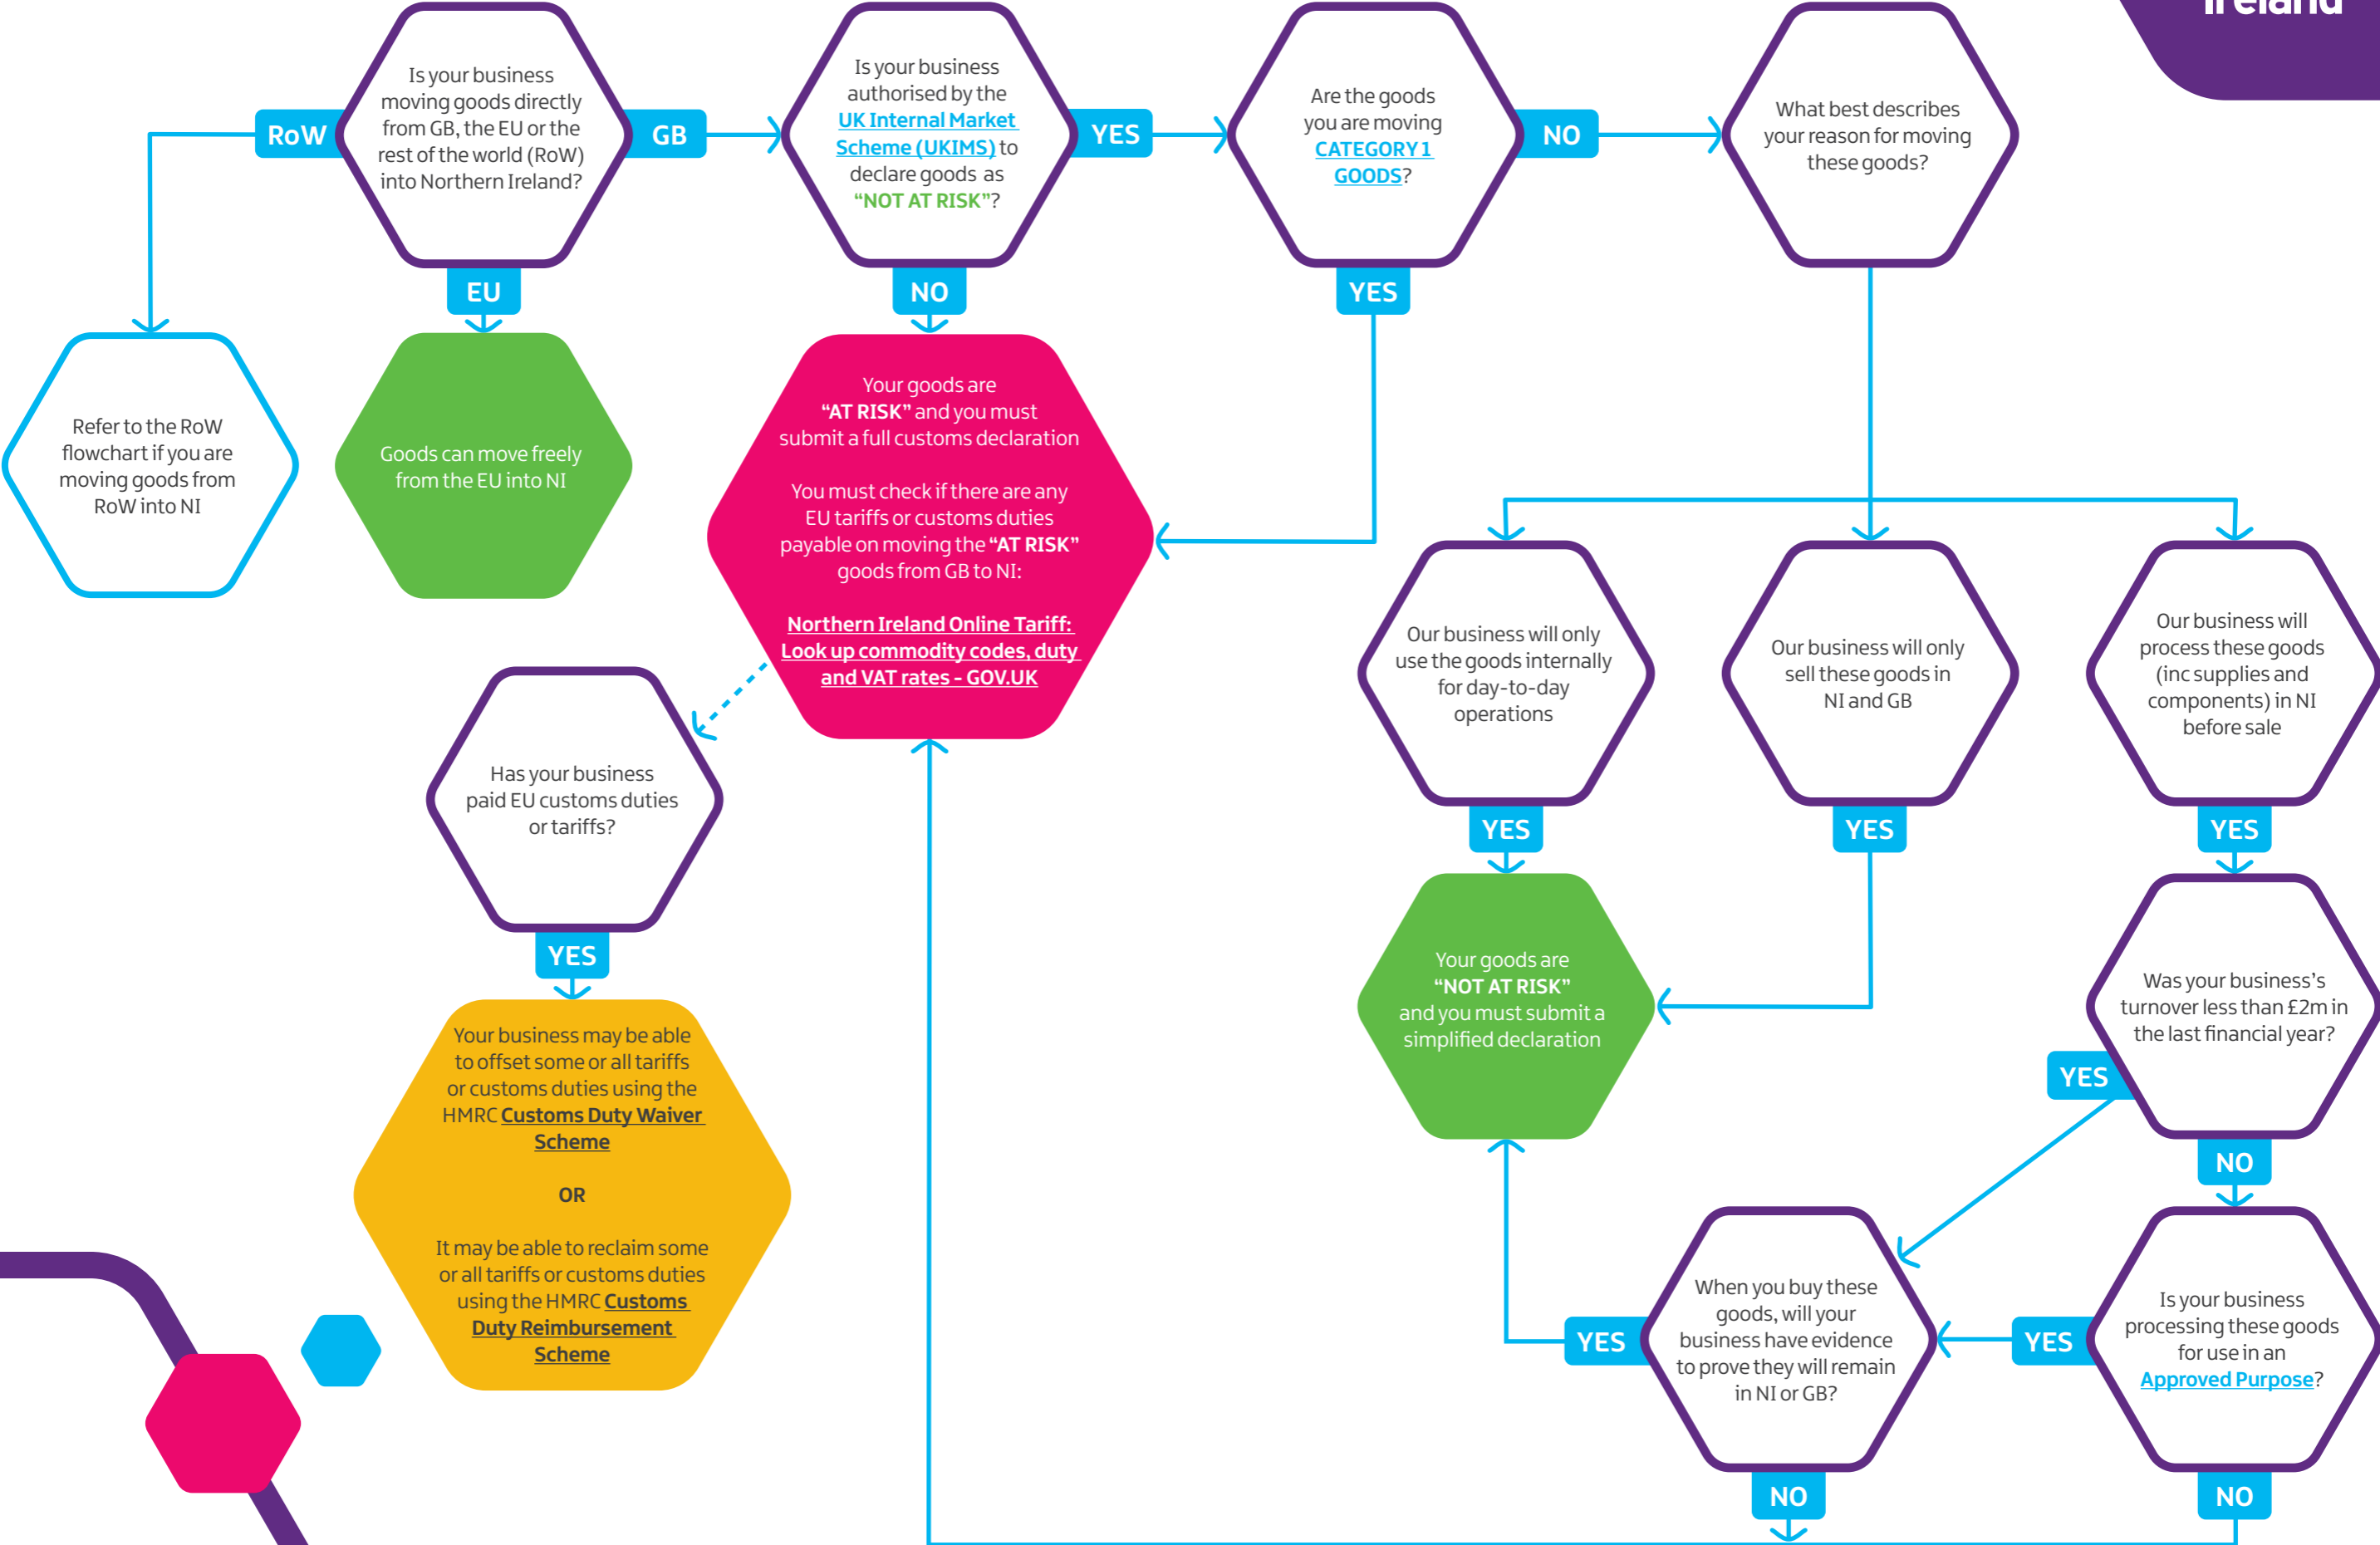 Ireland
Is your business
moving goods directly
from GB, the EU or the
rest of the world (RoW)
into Northern Ireland?
RoW
GB
EU
Is your business
authorised by the
UK Internal Market
Scheme (UKIMS) to
declare goods as
“NOT AT RISK”?
YES
NO
Are the goods
you are moving
CATEGORY 1
GOODS?
NO
YES
What best describes
your reason for moving
these goods?
Refer to the RoW
flowchart if you are
moving goods from
RoW into NI
Goods can move freely
from the EU into NI
Your goods are
“AT RISK” and you must
submit a full customs declaration
You must check if there are any
EU tariffs or customs duties
payable on moving the “AT RISK”
goods from GB to NI:
Northern Ireland Online Tariff:
Look up commodity codes, duty
and VAT rates - GOV.UK
Our business will only
use the goods internally
for day-to-day
operations
YES
Our business will only
sell these goods in
NI and GB
YES
Our business will
process these goods
(inc supplies and
components) in NI
before sale
YES
Has your business
paid EU customs duties
or tariffs?
YES
Your business may be able
to offset some or all tariffs
or customs duties using the
HMRC Customs Duty Waiver
Scheme
OR
It may be able to reclaim some
or all tariffs or customs duties
using the HMRC Customs
Duty Reimbursement
Scheme
Your goods are
“NOT AT RISK”
and you must submit a
simplified declaration
Was your business’s
turnover less than £2m in
the last financial year?
YES
NO
When you buy these
goods, will your
business have evidence
to prove they will remain
in NI or GB?
YES
NO
Is your business
processing these goods
for use in an
Approved Purpose?
YES
NO